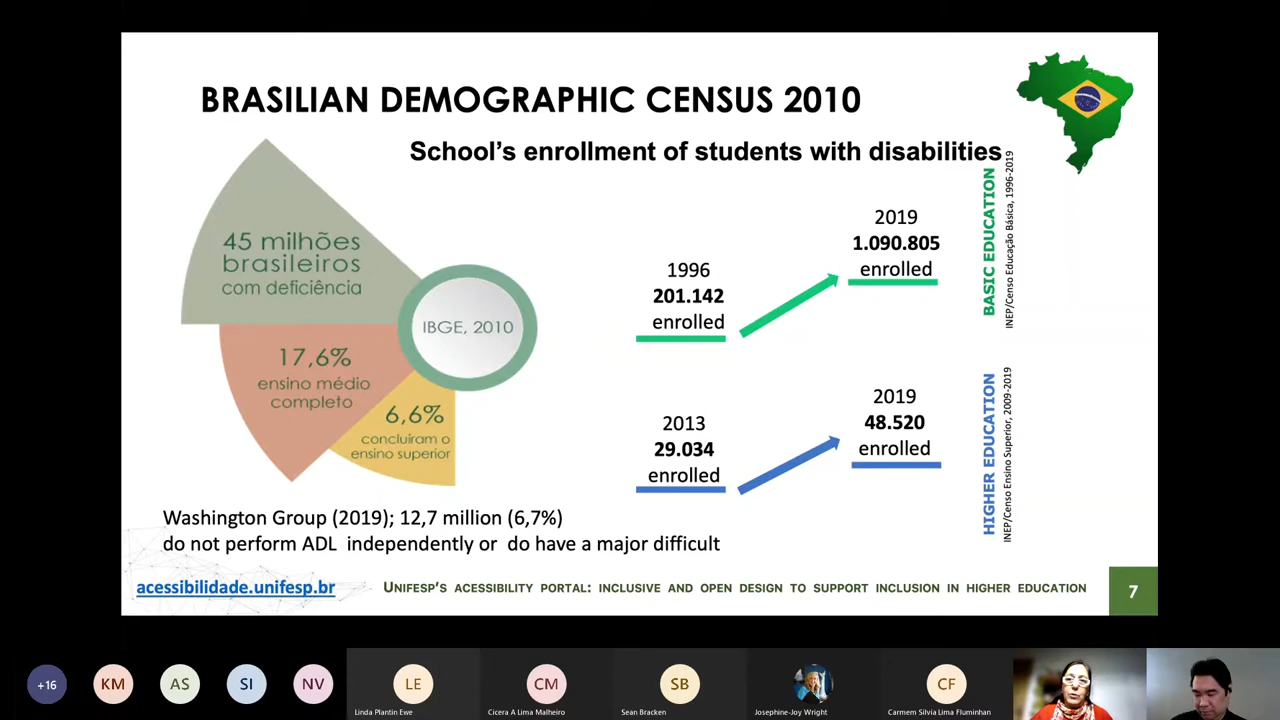 BRASILIAN DEMOGRAPHIC CENSUS 2010
School's enrollment of students with disabilities
45 milhões
brasileiros
com deficiência
IBGE, 2010
17,6%
ensino médio
completo
6,6%
concluíram o
ensino superior
1996
201.142
enrolled
2019
1.090.805
enrolled
BASIC EDUCATION
INEP/Censo Educação Básica, 1996-2019
2013
29.034
enrolled
2019
48.520
enrolled
HIGHER EDUCATION
INEP/Censo Ensino Superior, 2009-2019
Washington Group (2019); 12,7 million (6,7%)
do not perform ADL independently or do have a major difficult
acessibilidade.unifesp.br
UNIFESP'S ACESSIBILITY PORTAL: INCLUSIVE AND OPEN DESIGN TO SUPPORT INCLUSION IN HIGHER EDUCATION
7
+16
KM
AS
SI
NV
LE
Linda Plantin Ewe
CM
Cicera A Lima Malheiro
SB
Sean Bracken
Josephine-Joy Wright
CF
Carmem Silvia Lima Fluminhan